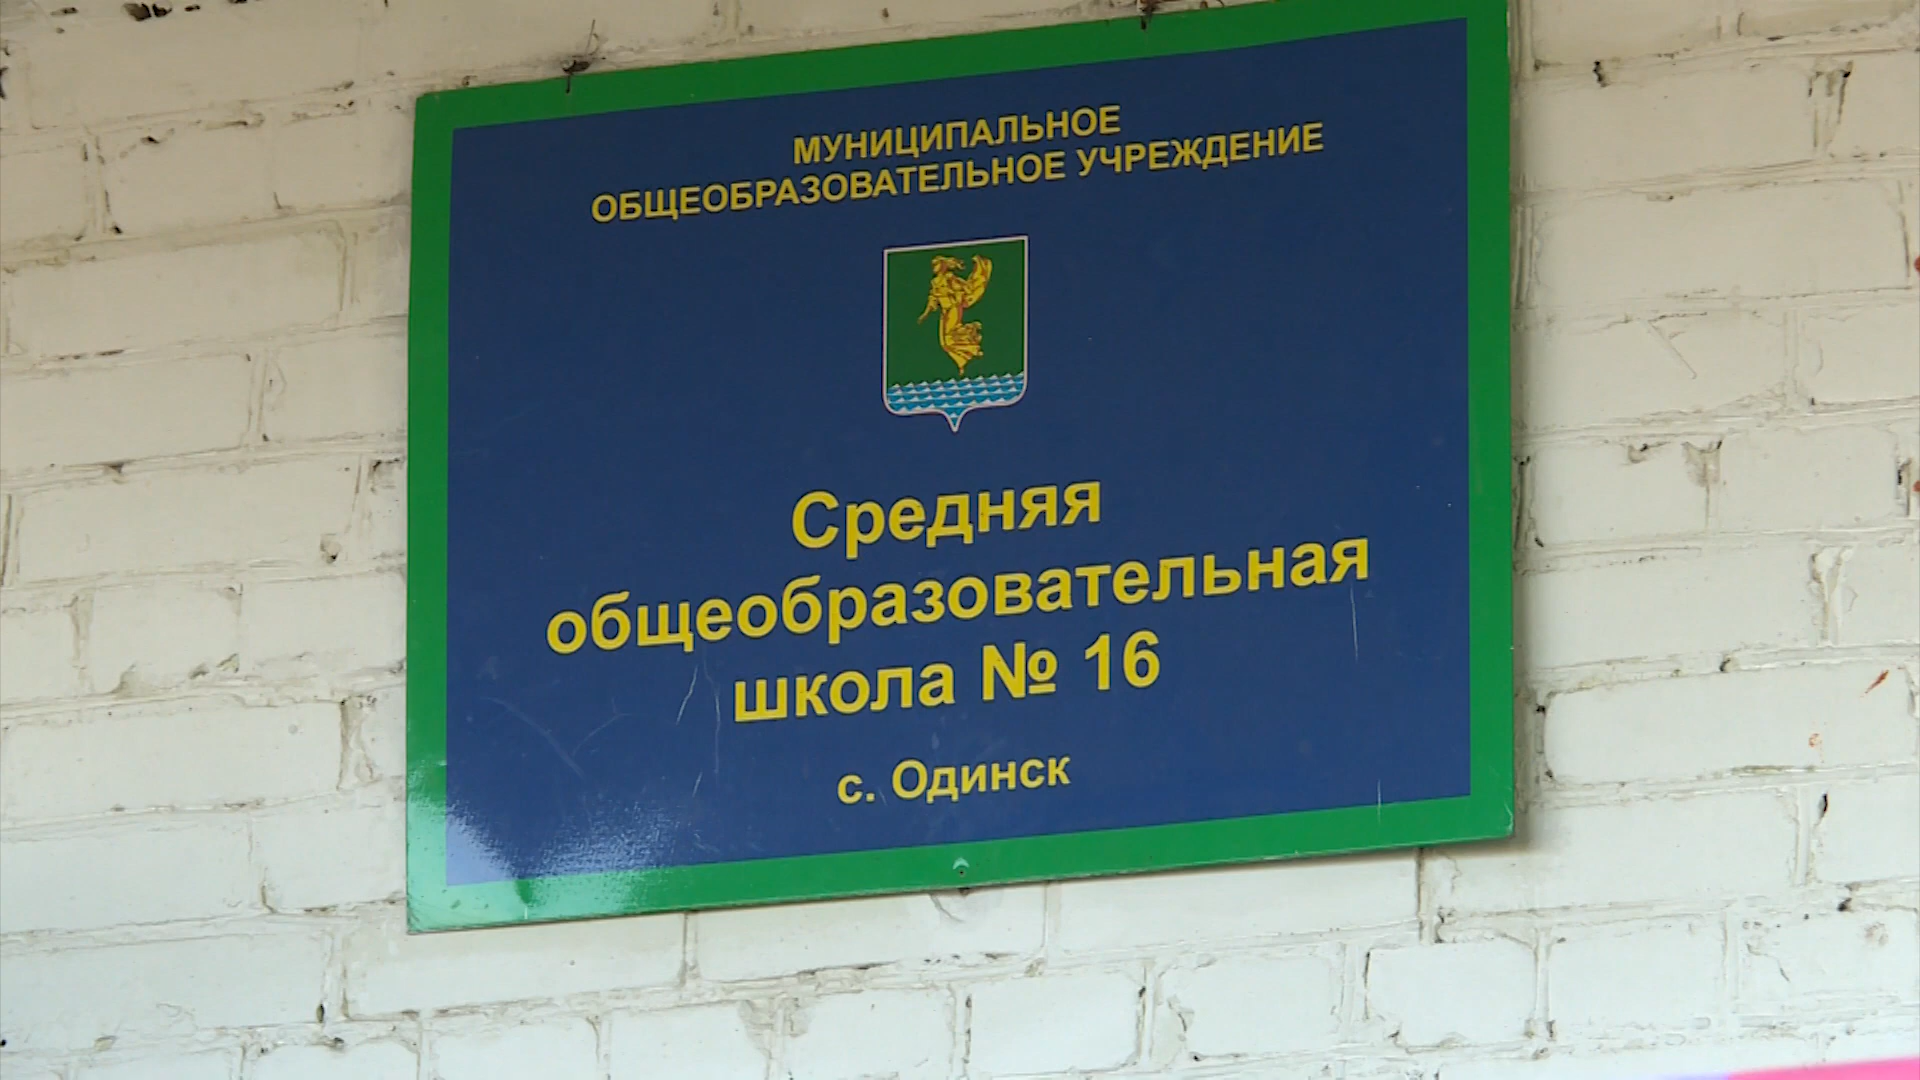 МУНИЦИПАЛЬНОЕ
ОБЩЕОБРАЗОВАТЕЛЬНОЕ УЧРЕЖДЕНИЕ
Средняя
общеобразовательная
школа № 16
с. Одинск